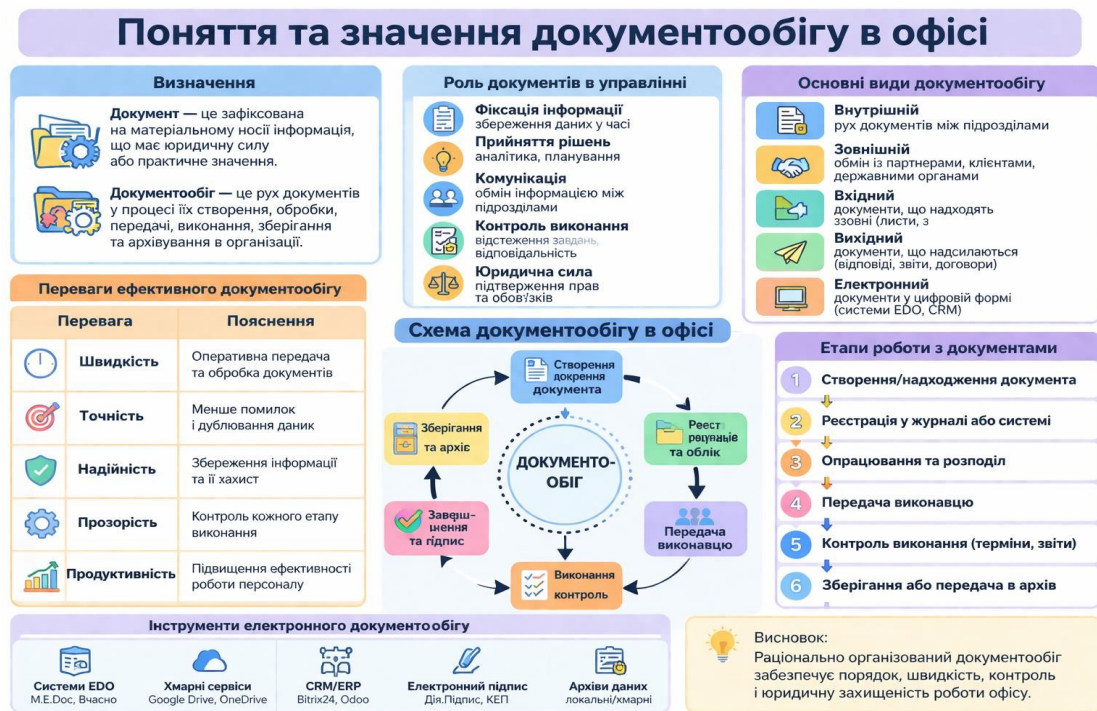 Поняття та значення документообігу в офісі
Визначення
Документ — це зафіксована
на матеріальному носії інформація,
що має юридичну силу
або практичне значення.
Документообіг — це рух документів
у процесі їх створення, обробки,
передачі, виконання, зберігання
та архівування в організації.
Роль документів в управлінні
Фіксація інформації
збереження даних у часі
Прийняття рішень
аналітика, планування
Комунікація
обмін інформацією між
підрозділами
Контроль виконання
відстеження завдань,
відповідальність
Юридична сила
підтвердження прав
та обов'язків
Основні види документообігу
Внутрішній
рух документів між підрозділами
Зовнішній
обмін із партнерами, клієнтами,
державними органами
Вхідний
документи, що надходять
ззовні (листи, з
Вихідний
документи, що надсилаються
(відповіді, звіти, договори)
Електронний
документи у цифровій формі
(системи EDO, CRM)
Переваги ефективного документообігу
Перевага Пояснення
Швидкість
Оперативна передача
та обробка документів
Точність
Менше помилок
і дублювання даник
Надійність
Збереження інформації
та її захист
Прозорість
Контроль кожного етапу
виконання
Продуктивність
Підвищення ефективності
роботи персоналу
Схема документообігу в офісі
Створення
докрення
документа
Реест
та облік
Передача
виконавцю
Виконання
контроль
Заверш-
та підпис
Зберігання
та архіє
ДОКУМЕНТО-
ОБІГ
Етапи роботи з документами
1 Створення/надходження документа
2 Реєстрація у журналі або системі
3 Опрацювання та розподіл
4 Передача виконавцю
5 Контроль виконання (терміни, звіти)
6 Зберігання або передача в архів
Інструменти електронного документообігу
Системи EDO
M.E.Doc, Вчасно
Хмарні сервіси
Google Drive, OneDrive
CRM/ERP
Bitrix24, Odoo
Електронний підпис
Дія.Підпис, КЕП
Архіви даних
локальні/хмарні
Висновок:
Раціонально організований документообіг
забезпечує порядок, швидкість, контроль
і юридичну захищеність роботи офісу.